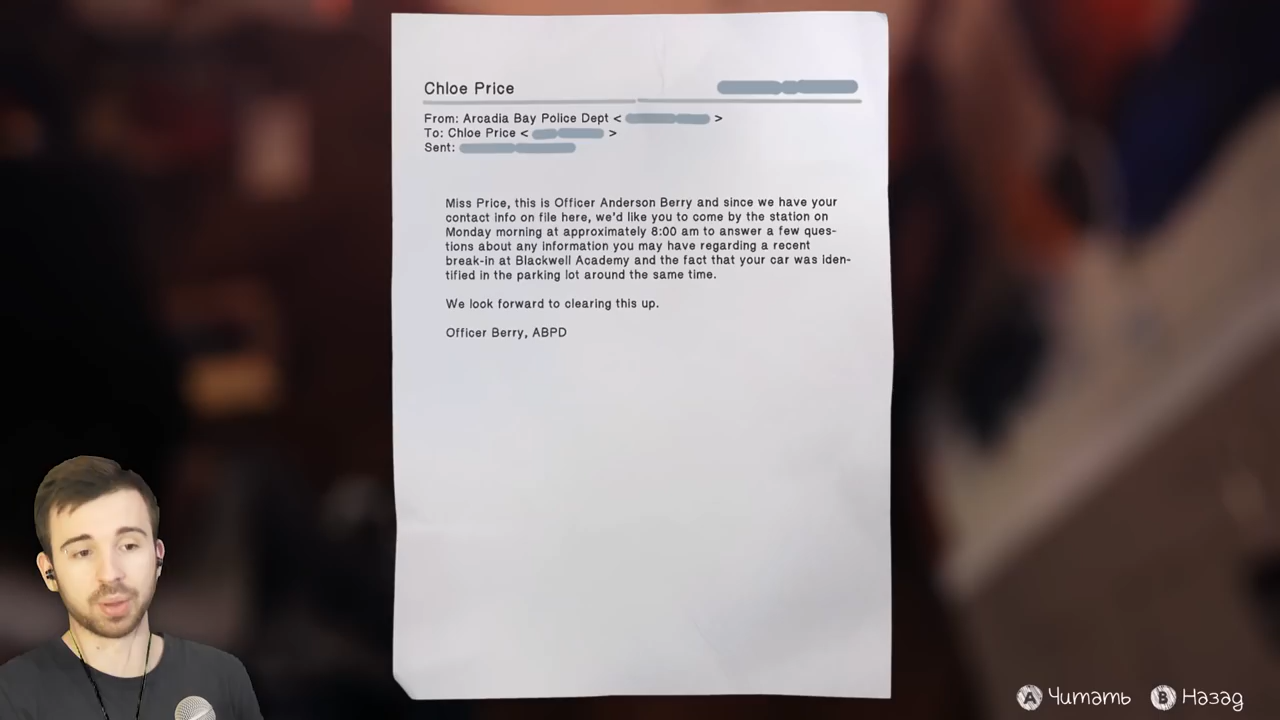 Chloe Price
From: Arcadia Bay Police Dept < >
To: Chloe Price < >
Sent:
Miss Price, this is Officer Anderson Berry and since we have your
contact info on file here, we'd like you to come by the station on
Monday morning at approximately 8:00 am to answer a few ques-
tions about any information you may have regarding a recent
break-in at Blackwell Academy and the fact that your car was iden-
tified in the parking lot around the same time.
We look forward to clearing this up.
Officer Berry, ABPD
A Читать B Назад